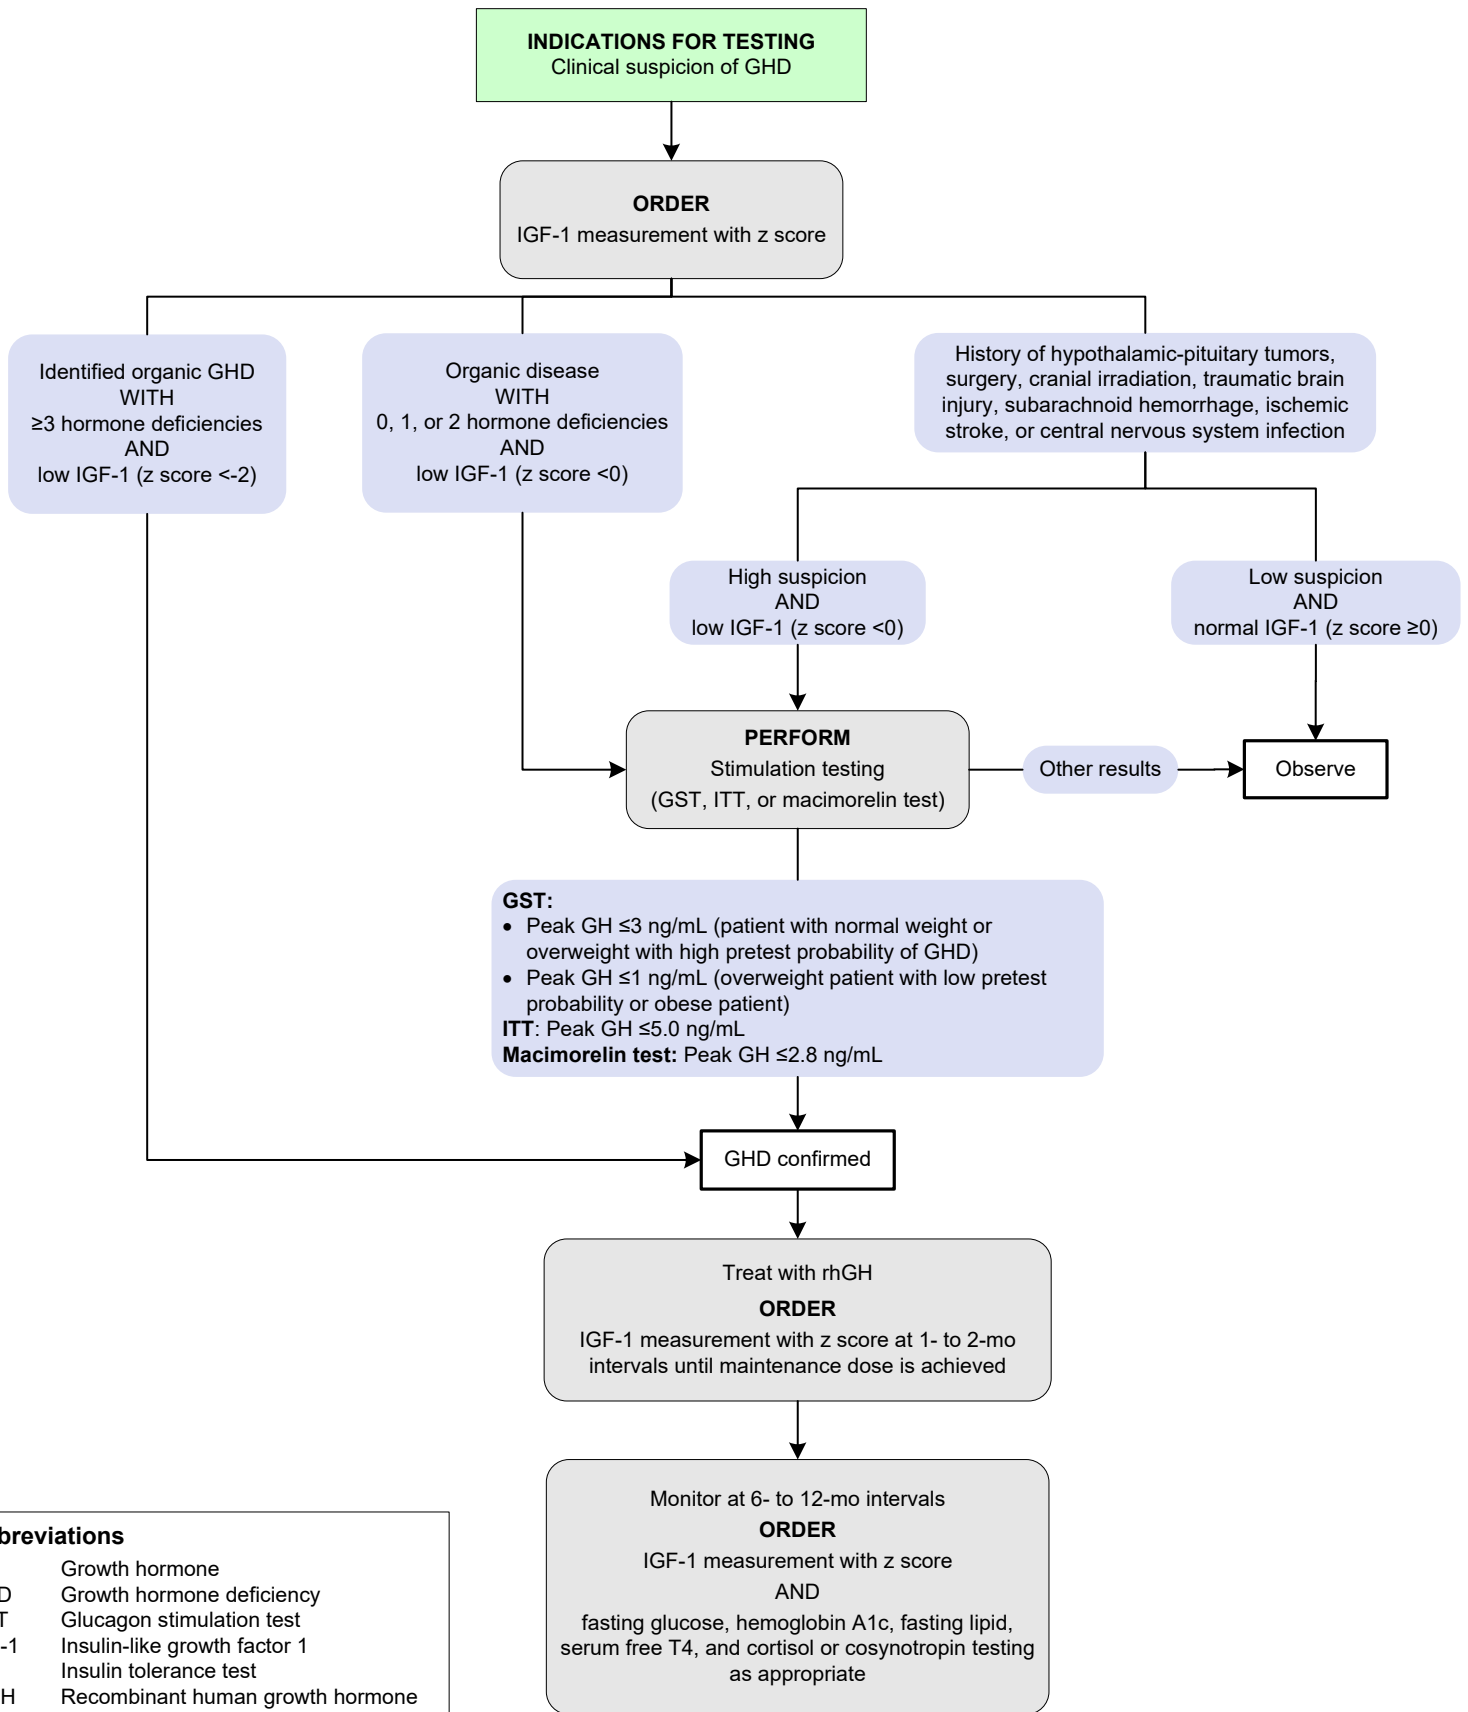 INDICATIONS FOR TESTING
Clinical suspicion of GHD
ORDER
IGF-1 measurement with z score
Identified organic GHD
WITH
≥3 hormone deficiencies
AND
low IGF-1 (z score <-2)
Organic disease
WITH
0, 1, or 2 hormone deficiencies
AND
low IGF-1 (z score <0)
History of hypothalamic-pituitary tumors,
surgery, cranial irradiation, traumatic brain
injury, subarachnoid hemorrhage, ischemic
stroke, or central nervous system infection
High suspicion
AND
low IGF-1 (z score <0)
Low suspicion
AND
normal IGF-1 (z score ≥0)
PERFORM
Stimulation testing
(GST, ITT, or macimorelin test)
Other results
Observe
GST:
• Peak GH ≤3 ng/mL (patient with normal weight or
overweight with high pretest probability of GHD)
• Peak GH ≤1 ng/mL (overweight patient with low pretest
probability or obese patient)
ITT: Peak GH ≤5.0 ng/mL
Macimorelin test: Peak GH ≤2.8 ng/mL
GHD confirmed
Treat with rhGH
ORDER
IGF-1 measurement with z score at 1- to 2-mo
intervals until maintenance dose is achieved
Monitor at 6- to 12-mo intervals
ORDER
IGF-1 measurement with z score
AND
fasting glucose, hemoglobin A1c, fasting lipid,
serum free T4, and cortisol or cosynotropin testing
as appropriate
breviations
Growth hormone
D Growth hormone deficiency
T Glucagon stimulation test
-1 Insulin-like growth factor 1
Insulin tolerance test
H Recombinant human growth hormone